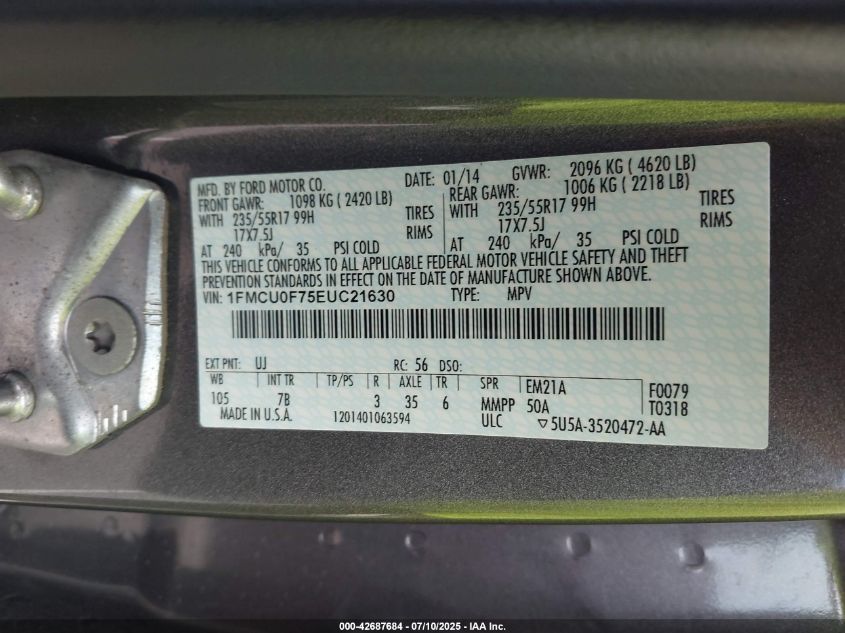 MFD. BY FORD MOTOR CO. DATE: 01/14 GVWR: 2096 KG ( 4620 LB)
FRONT GAWR: 1098 KG ( 2420 LB) REAR GAWR: 1006 KG ( 2218 LB)
WITH 235/55R17 99H TIRES WITH 235/55R17 99H TIRES
17X7.5J RIMS 17X7.5J RIMS
AT 240 kPa/ 35 PSI COLD AT 240 kPa/ 35 PSI COLD
THIS VEHICLE CONFORMS TO ALL APPLICABLE FEDERAL MOTOR VEHICLE SAFETY AND THEFT
PREVENTION STANDARDS IN EFFECT ON THE DATE OF MANUFACTURE SHOWN ABOVE.
VIN: 1FMCU0F75EUC21630 TYPE: MPV
EXT PNT: UJ RC: 56 DSO:
WB INT TR TP/PS R AXLE TR SPR EM21A F0079
105 7B 3 35 6 MMPP 50A T0318
MADE IN U.S.A. 1201401063594 ULC ▽5U5A-3520472-AA
000-42687684 - 07/10/2025 - IAA Inc.